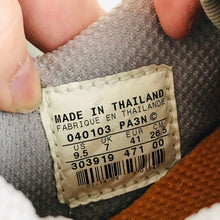 MADE IN THAILAND
FABRIQUE EN THAILANDE
040103 PA3N ©
US UK EUR CM
9.5 7 41 26.5
303919 471 00